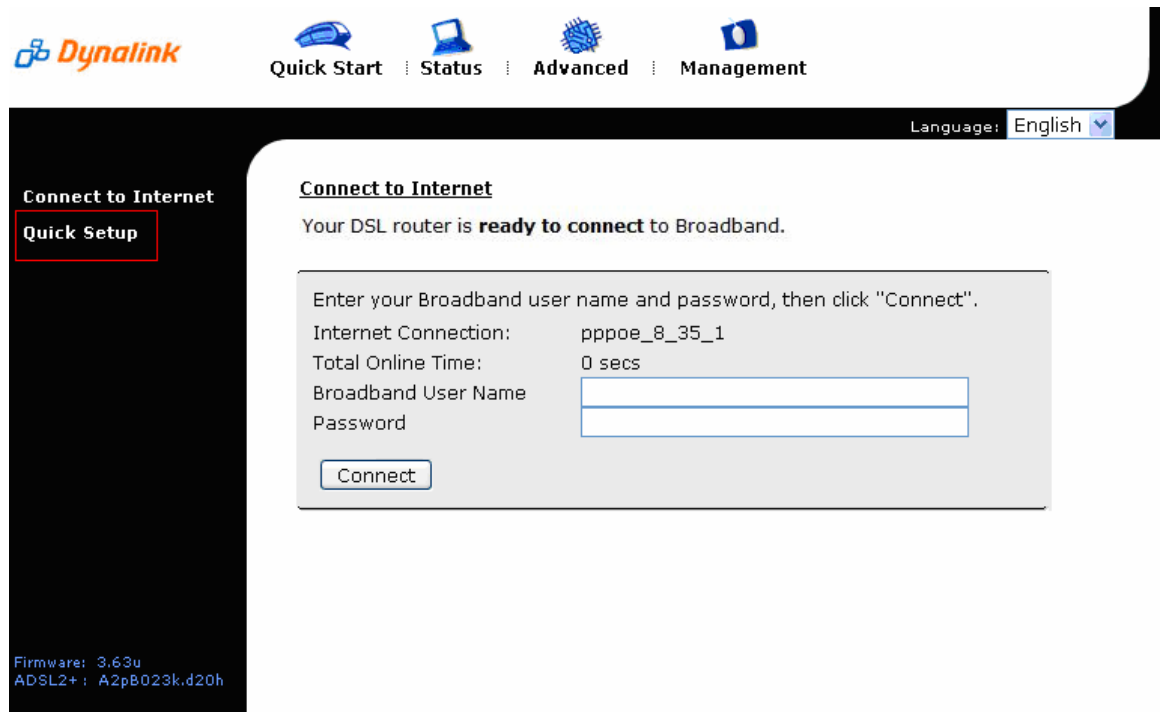 Dynalink
Quick Start Status Advanced Management
Language: English
Connect to Internet
Quick Setup
Connect to Internet
Your DSL router is ready to connect to Broadband.
Enter your Broadband user name and password, then click "Connect".
Internet Connection: pppoe_8_35_1
Total Online Time: 0 secs
Broadband User Name
Password
Connect
Firmware: 3.63u
ADSL2+: A2pB023k.d20h